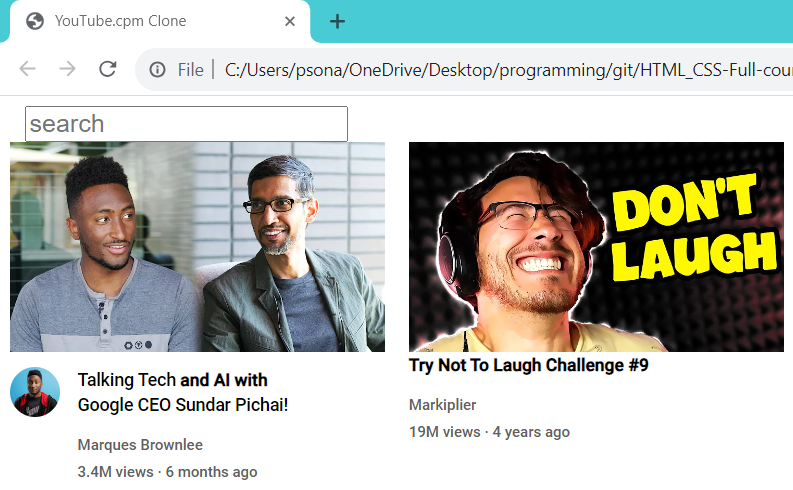 YouTube.cpm Clone
File | C:/Users/psona/OneDrive/Desktop/programming/git/HTML_CSS-Full-cou
search
DON'T
LAUGH
Talking Tech and AI with
Google CEO Sundar Pichai!
Marques Brownlee
3.4M views · 6 months ago
Try Not To Laugh Challenge #9
Markiplier
19M views · 4 years ago